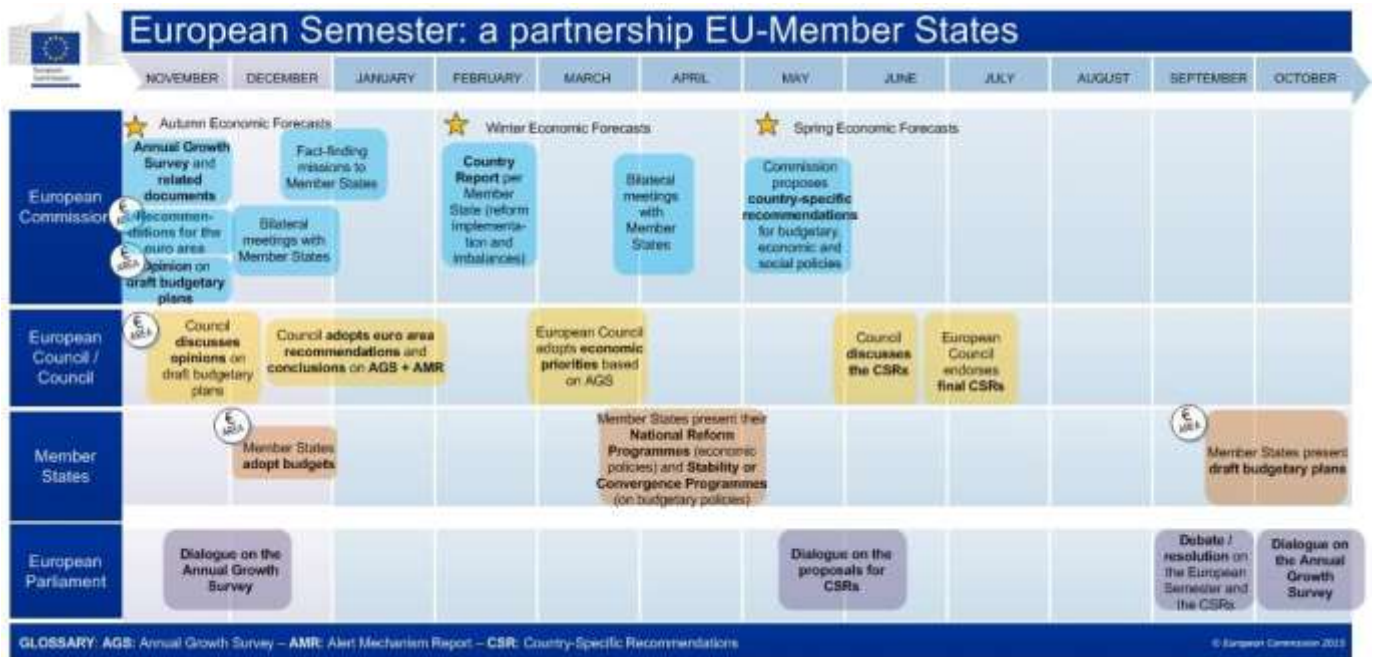 European Semester: a partnership EU-Member States
European
Commission
NOVEMBER
DECEMBER
JANUARY
FEBRUARY
MARCH
APRIL
MAY
JUNE
JULY
AUGUST
SEPTEMBER
OCTOBER
European
Commission
Autumn Economic Forecasts
Annual Growth
Survey and
related
documents
Recommen-
dations for the
euro area
Opinion on
draft budgetary
plans
€
AREA
€
AREA
Fact-finding
missions to
Member States
Bilateral
meetings with
Member States
Winter Economic Forecasts
Country
Report per
Member
State (reform
implementa-
tion and
imbalances)
Bilateral
meetings
with
Member
States
Spring Economic Forecasts
Commission
proposes
country-specific
recommendations
for budgetary,
economic and
social policies
European
Council /
Council
€
AREA
Council
discusses
opinions on
draft budgetary
plans
Council adopts euro area
recommendations and
conclusions on AGS + AMR
European Council
adopts economic
priorities based
on AGS
Council
discusses
the CSRs
European
Council
endorses
final CSRs
Member
States
€
AREA
Member States
adopt budgets
Member States present their
National Reform
Programmes (economic
policies) and Stability or
Convergence Programmes
(on budgetary policies)
€
AREA
Member States present
draft budgetary plans
European
Parliament
Dialogue on the
Annual Growth
Survey
Dialogue on the
proposals for
CSRs
Debate /
resolution on
the European
Semester and
the CSRs
Dialogue on
the Annual
Growth
Survey
GLOSSARY: AGS: Annual Growth Survey – AMR: Alert Mechanism Report – CSR: Country-Specific Recommendations
© European Commission 2015